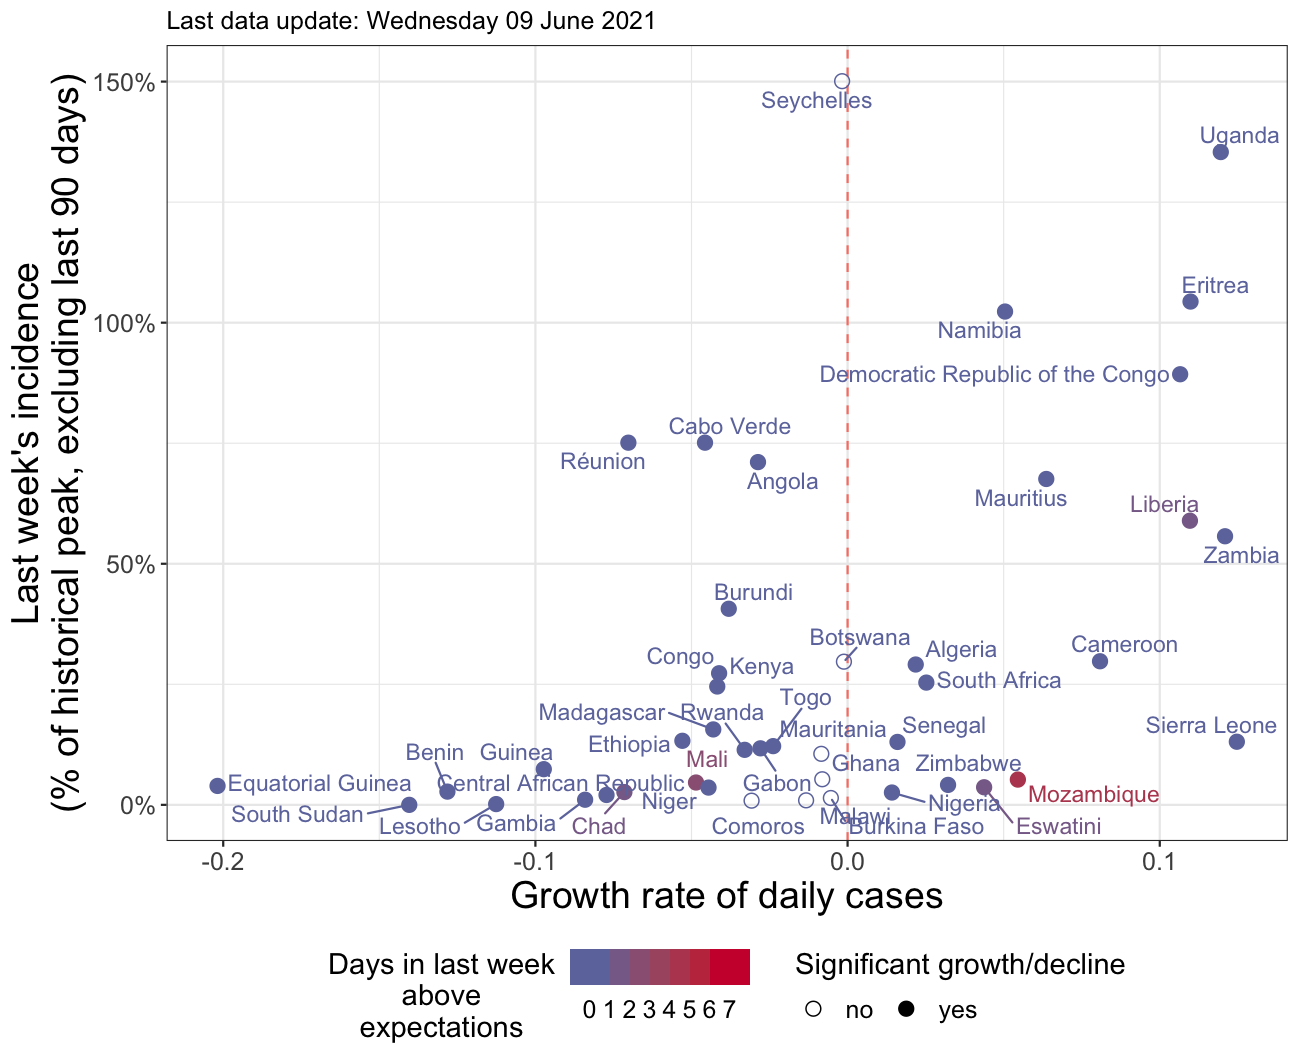 Last data update: Wednesday 09 June 2021
Last week's incidence
(% of historical peak, excluding last 90 days)
150%
100%
50%
0%
Seychelles
Uganda
Eritrea
Namibia
Democratic Republic of the Congo
Cabo Verde
Réunion
Angola
Mauritius
Liberia
Zambia
Burundi
Botswana
Congo
Kenya
Algeria
Cameroon
South Africa
Togo
Madagascar
Rwanda
Mauritania
Senegal
Sierra Leone
Ethiopia
Benin
Guinea
Mali
Ghana
Zimbabwe
Equatorial Guinea
Central African Republic
Gabon
Mozambique
South Sudan
Niger
Nigeria
Lesotho
Gambia
Chad
Comoros
Malawi
Burkina Faso
Eswatini
-0.2
-0.1
0.0
0.1
Growth rate of daily cases
Days in last week
above
expectations
0 1 2 3 4 5 6 7
Significant growth/decline
no
yes